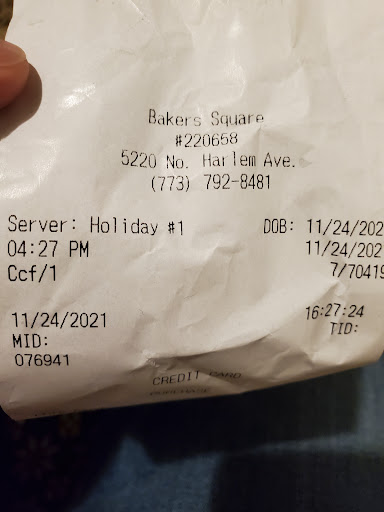 Bakers Square
#220658
5220 No. Harlem Ave.
(773) 792-8481
Server: Holiday #1 DOB: 11/24/202
04:27 PM 11/24/202
Ccf/1 7/70419
11/24/2021 16:27:24
MID: TID:
076941
CREDIT CARD
PURCHASE